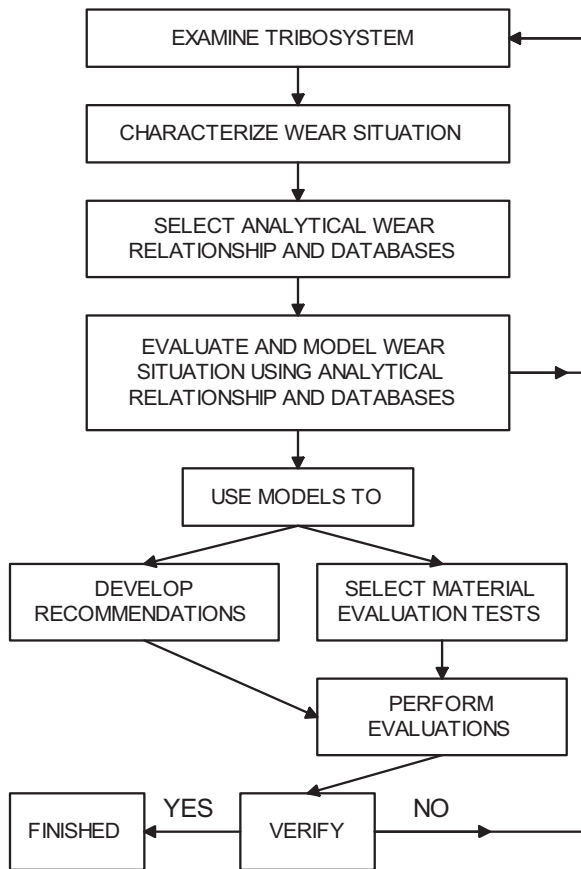 EXAMINE TRIBOSYSTEM
CHARACTERIZE WEAR SITUATION
SELECT ANALYTICAL WEAR
RELATIONSHIP AND DATABASES
EVALUATE AND MODEL WEAR
SITUATION USING ANALYTICAL
RELATIONSHIP AND DATABASES
USE MODELS TO
DEVELOP
RECOMMENDATIONS
SELECT MATERIAL
EVALUATION TESTS
PERFORM
EVALUATIONS
FINISHED
YES
VERIFY
NO